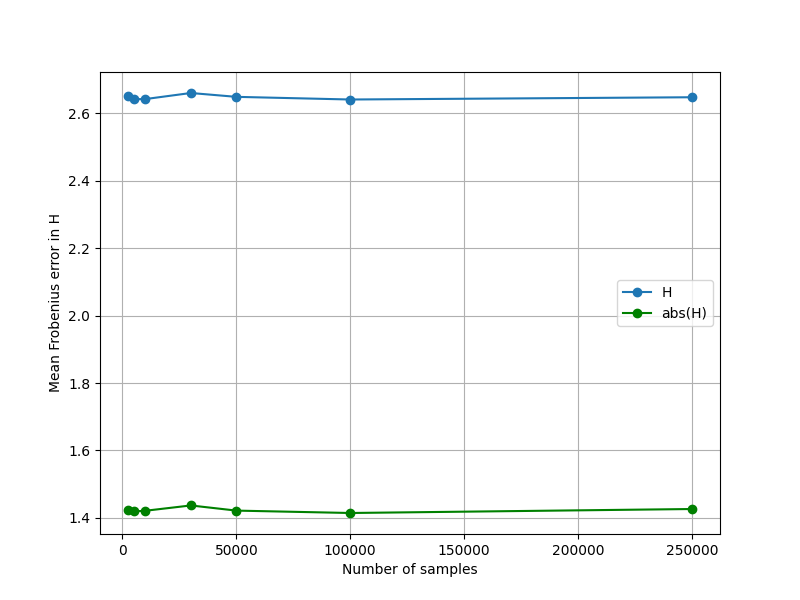 2.6
2.4
2.2
2.0
1.8
1.6
1.4
Mean Frobenius error in H
H
abs(H)
0 50000 100000 150000 200000 250000
Number of samples